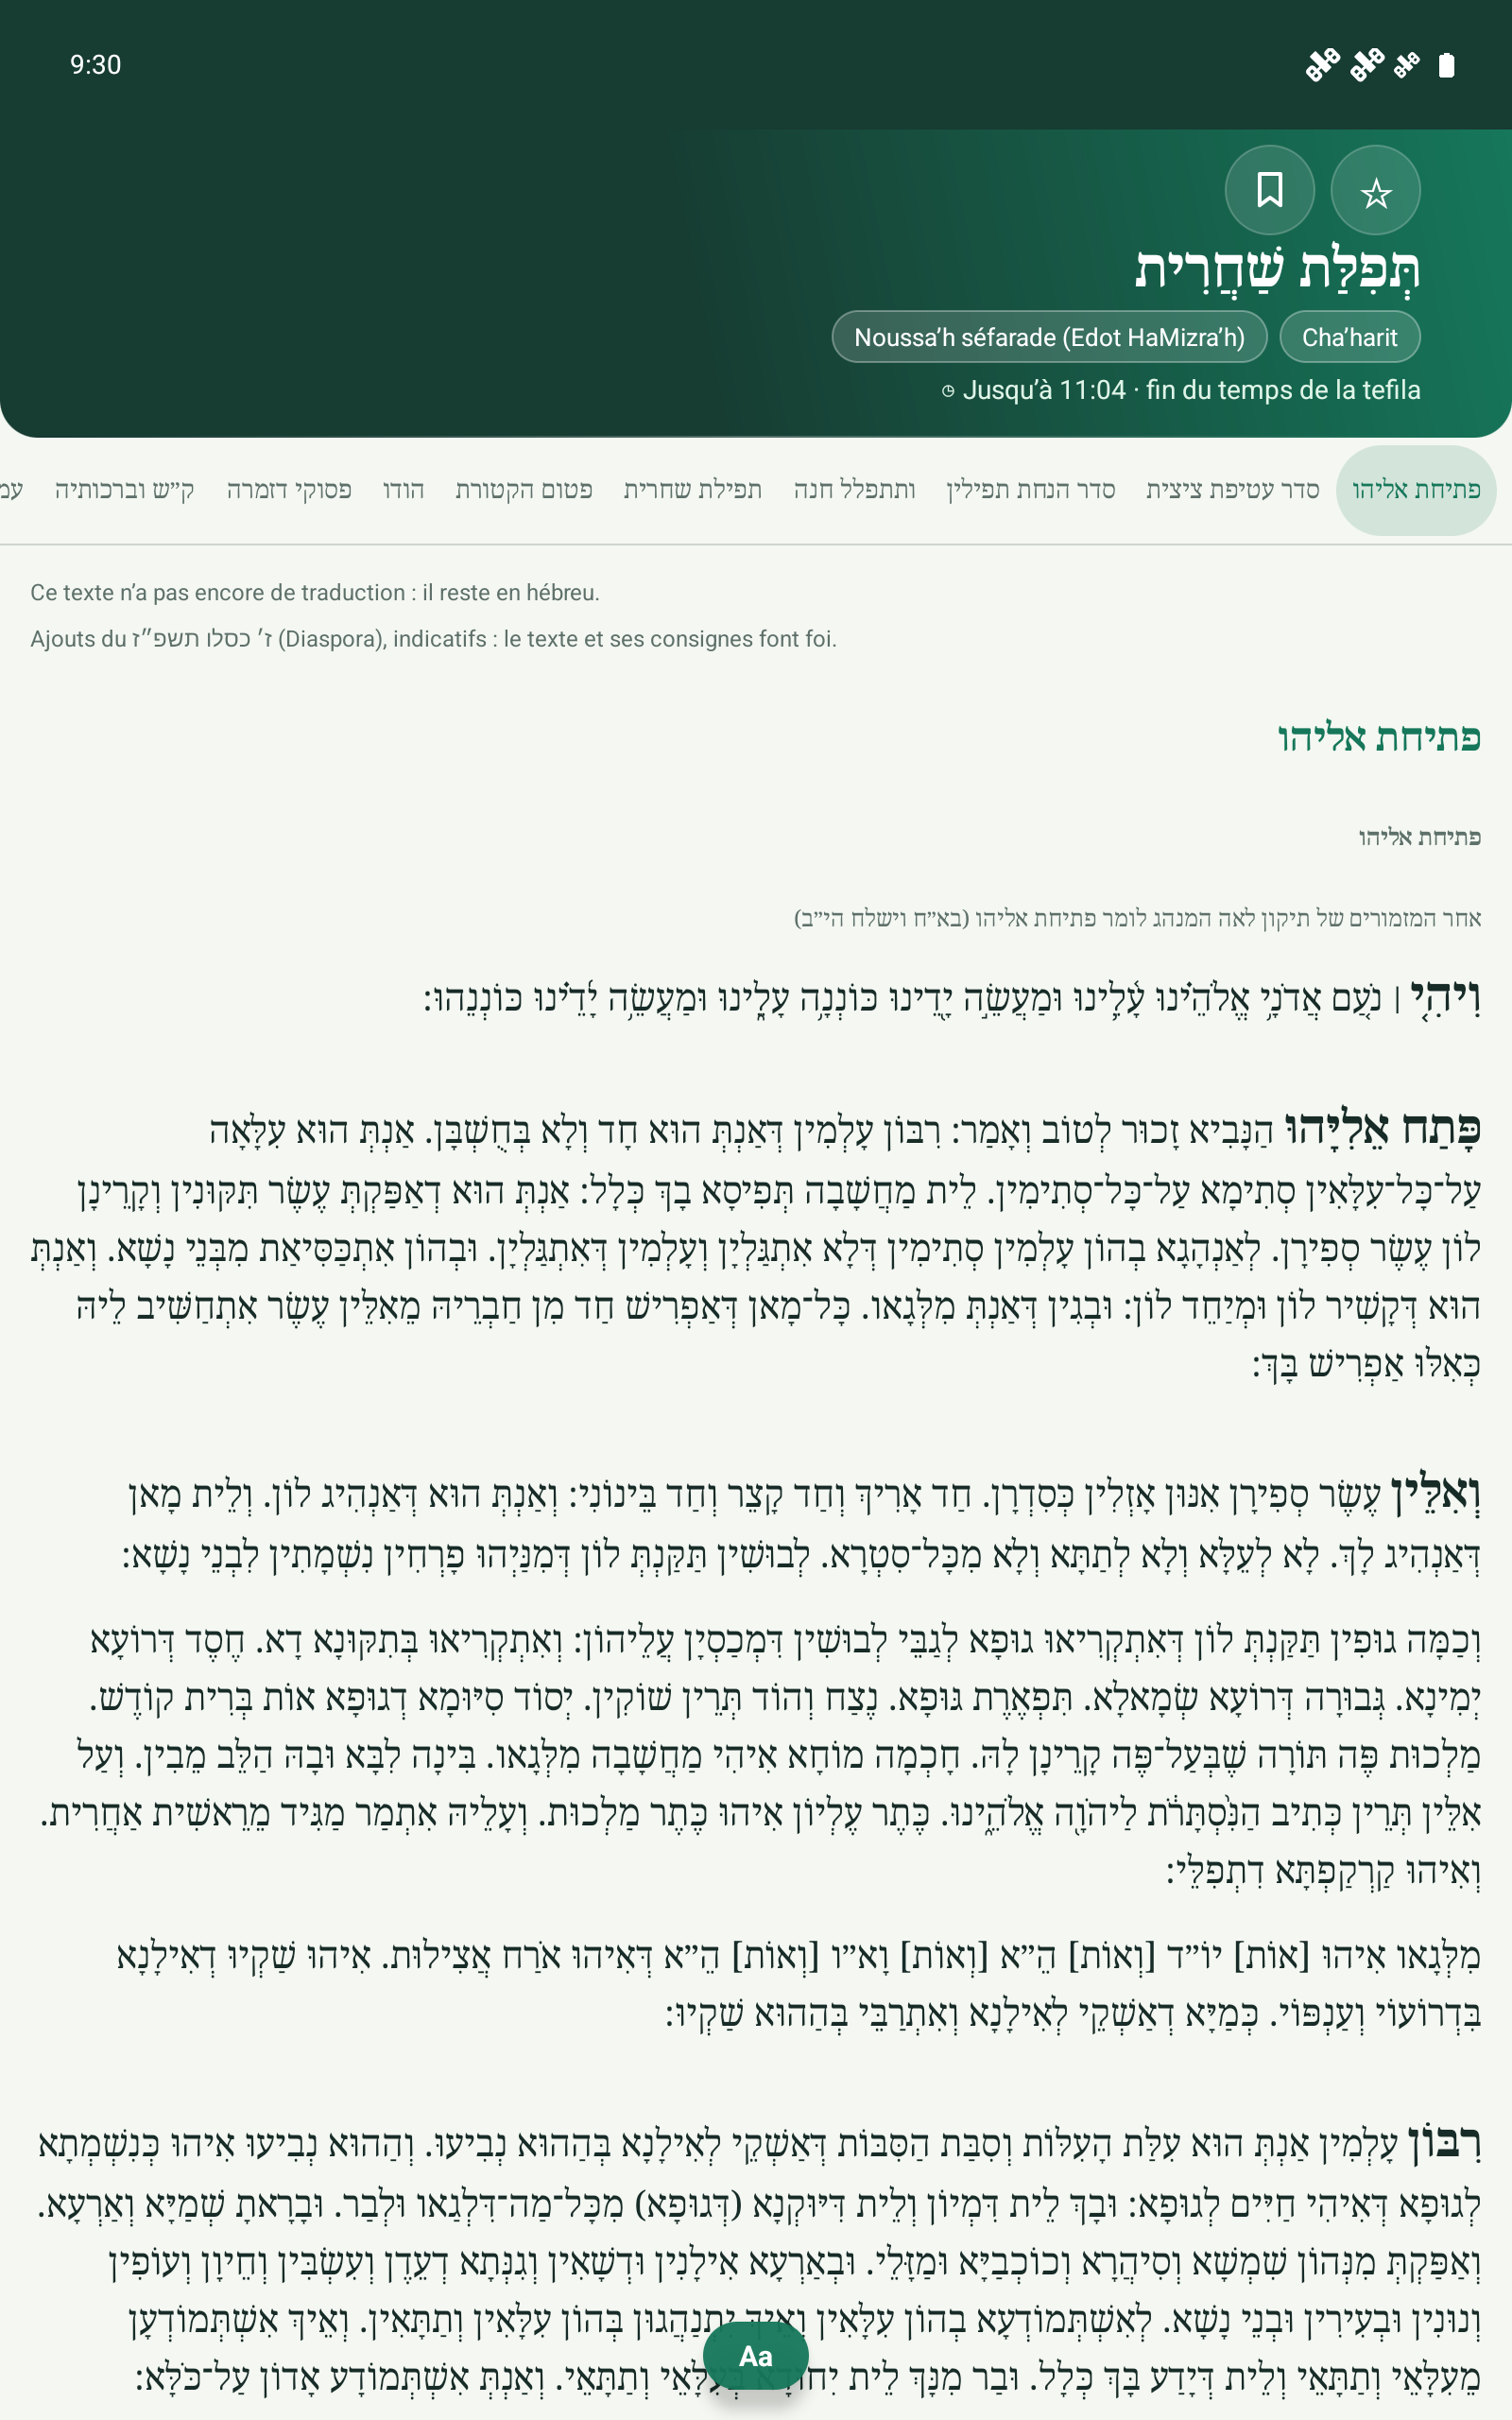 9:30
תְּפִלַּת שַׁחֲרִית
Noussa’h séfarade (Edot HaMizra’h)
Cha’harit
Jusqu’à 11:04 · fin du temps de la tefila
פתיחת אליהו
סדר עטיפת ציצית
סדר הנחת תפילין
ותתפלל חנה
תפילת שחרית
פטום הקטורת
הודו
פסוקי דזמרה
ק״ש וברכותיה
עמ
Ce texte n’a pas encore de traduction : il reste en hébreu.
Ajouts du ז׳ כסלו תשפ״ז (Diaspora), indicatifs : le texte et ses consignes font foi.
פתיחת אליהו
פתיחת אליהו
אחר המזמורים של תיקון לאה המנהג לומר פתיחת אליהו (בא״ח וישלח הי״ב)
וִיהִ֤י ׀ נֹ֤עַם אֲדֹנָ֥י אֱלֹהֵ֗ינוּ עָ֫לֵ֥ינוּ וּמַעֲשֵׂ֣ה יָ֭דֵינוּ כּוֹנְנָ֥ה עָלֵ֑ינוּ וּמַעֲשֵׂ֥ה יָ֝דֵ֗ינוּ כּוֹנְנֵֽהוּ׃
פָּתַח אֵלִיָּהוּ הַנָּבִיא זָכוּר לְטוֹב וְאָמַר: רִבּוֹן עָלְמִין דְּאַנְתְּ הוּא חָד וְלָא בְּחֻשְׁבָּן. אַנְתְּ הוּא עִלָּאָה
עַל־כָּל־עִלָּאִין סְתִימָא עַל־כָּל־סְתִימִין. לֵית מַחֲשָׁבָה תְּפִיסָא בָךְ כְּלָל: אַנְתְּ הוּא דְאַפַּקְתְּ עֶשֶׂר תִּקּוּנִין וְקָרֵינָן
לוֹן עֶשֶׂר סְפִירָן. לְאַנְהָגָא בְהוֹן עָלְמִין סְתִימִין דְּלָא אִתְגַּלְיָן וְעָלְמִין דְּאִתְגַּלְיָן. וּבְהוֹן אִתְכַּסִּיאַת מִבְּנֵי נָשָׁא. וְאַנְתְּ
הוּא דְּקָשִׁיר לוֹן וּמְיַחֵד לוֹן: וּבְגִין דְּאַנְתְּ מִלְּגָאו. כָּל־מָאן דְּאַפְרִישׁ חַד מִן חַבְרֵיהּ מֵאִלֵּין עֶשֶׂר אִתְחַשִּׁיב לֵיהּ
כְּאִלּוּ אַפְרִישׁ בָּךְ:
וְאִלֵּין עֶשֶׂר סְפִירָן אִנּוּן אָזְלִין כְּסִדְרָן. חַד אָרִיךְ וְחַד קָצֵר וְחַד בֵּינוֹנִי: וְאַנְתְּ הוּא דְּאַנְהִיג לוֹן. וְלֵית מָאן
דְּאַנְהִיג לָךְ. לָא לְעֵלָּא וְלָא לְתַתָּא וְלָא מִכָּל־סִטְרָא. לְבוּשִׁין תַּקַּנְתְּ לוֹן דְּמִנַּיְהוּ פָּרְחִין נִשְׁמָתִין לִבְנֵי נָשָׁא:
וְכַמָּה גוּפִין תַּקַּנְתְּ לוֹן דְּאִתְקְרִיאוּ גוּפָא לְגַבֵּי לְבוּשִׁין דִּמְכַסְיָן עֲלֵיהוֹן: וְאִתְקְרִיאוּ בְּתִקּוּנָא דָא. חֶסֶד דְּרוֹעָא
יְמִינָא. גְּבוּרָה דְּרוֹעָא שְׂמָאלָא. תִּפְאֶרֶת גּוּפָא. נֶצַח וְהוֹד תְּרֵין שׁוֹקִין. יְסוֹד סִיּוּמָא דְגוּפָא אוֹת בְּרִית קוֹדֶשׁ.
מַלְכוּת פֶּה תּוֹרָה שֶׁבְּעַל־פֶּה קָרֵינָן לָהּ. חָכְמָה מוֹחָא אִיהִי מַחֲשָׁבָה מִלְּגָאו. בִּינָה לִבָּא וּבָהּ הַלֵּב מֵבִין. וְעַל
אִלֵּין תְּרֵין כְּתִיב הַנִּ֨סְתָּרֹ֔ת לַיהֹוָ֖ה אֱלֹהֵ֑ינוּ. כֶּתֶר עֶלְיוֹן אִיהוּ כֶּתֶר מַלְכוּת. וְעָלֵיהּ אִתְמַר מַגִּיד מֵרֵאשִׁית אַחֲרִית.
וְאִיהוּ קַרְקַפְתָּא דִתְפִלֵּי:
מִלְּגָאו אִיהוּ [אוֹת] יוֹ״ד [וְאוֹת] הֵ״א [וְאוֹת] וָא״ו [וְאוֹת] הֵ״א דְּאִיהוּ אֹרַח אֲצִילוּת. אִיהוּ שַׁקְיוּ דְאִילָנָא
בִּדְרוֹעוֹי וְעַנְפּוֹי. כְּמַיָּא דְאַשְׁקֵי לְאִילָנָא וְאִתְרַבֵּי בְּהַהוּא שַׁקְיוּ:
רִבּוֹן עָלְמִין אַנְתְּ הוּא עִלַּת הָעִלּוֹת וְסִבַּת הַסִּבּוֹת דְּאַשְׁקֵי לְאִילָנָא בְּהַהוּא נְבִיעוּ. וְהַהוּא נְבִיעוּ אִיהוּ כְּנִשְׁמְתָא
לְגוּפָא דְּאִיהִי חַיִּים לְגוּפָא: וּבָךְ לֵית דִּמְיוֹן וְלֵית דִּיּוּקְנָא (דְּגוּפָא) מִכָּל־מַה־דִּלְגַאו וּלְבַר. וּבָרָאתָ שְׁמַיָּא וְאַרְעָא.
וְאַפַּקְתְּ מִנְּהוֹן שִׁמְשָׁא וְסִיהֲרָא וְכוֹכְבַיָּא וּמַזָּלֵי. וּבְאַרְעָא אִילָנִין וּדְשָׁאִין וְגִנְּתָא דְעֵדֶן וְעִשְׂבִּין וְחֵיוָן וְעוֹפִין
וְנוּנִין וּבְעִירִין וּבְנֵי נָשָׁא. לְאִשְׁתְּמוֹדְעָא בְהוֹן עִלָּאִין וְאֵיךְ יִתְנַהֲגוּן בְּהוֹן עִלָּאִין וְתַתָּאִין. וְאֵיךְ אִשְׁתְּמוֹדְעָן
מֵעִלָּאֵי וְתַתָּאֵי וְלֵית דְּיָדַע בָּךְ כְּלָל. וּבַר מִנָּךְ לֵית יִחוּדָא בְּעִלָּאֵי וְתַתָּאֵי. וְאַנְתְּ אִשְׁתְּמוֹדָע אָדוֹן עַל־כֹּלָּא:
Aa